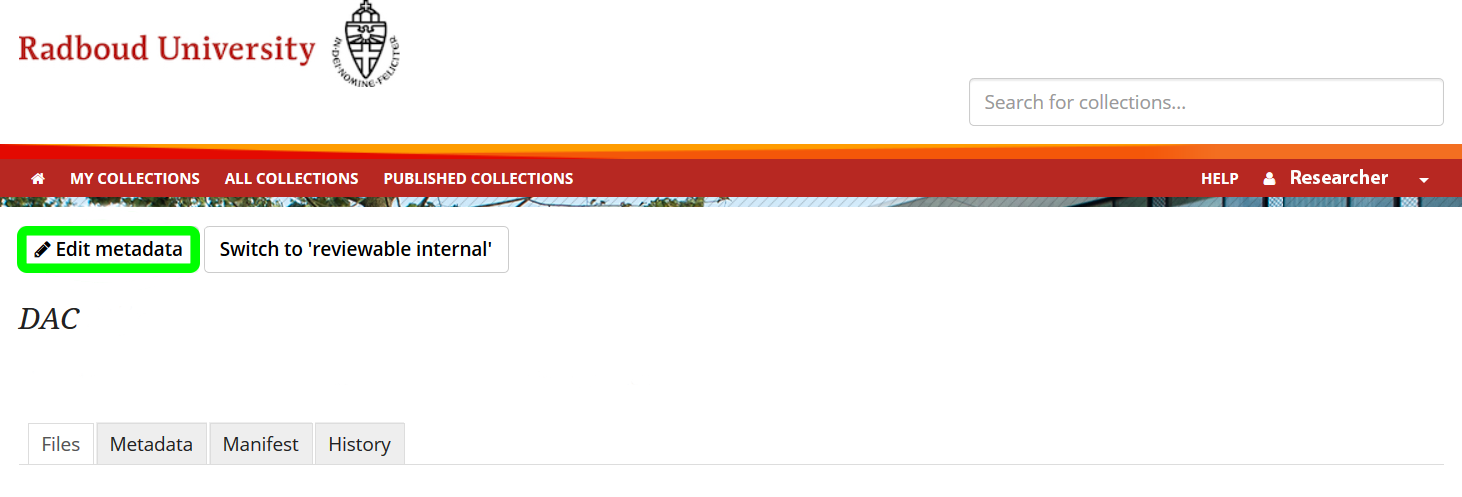 Radboud University
IN·DEI·NOMINE·FELICITER
Search for collections...
MY COLLECTIONS ALL COLLECTIONS PUBLISHED COLLECTIONS HELP Researcher
Edit metadata Switch to 'reviewable internal'
DAC
Files Metadata Manifest History